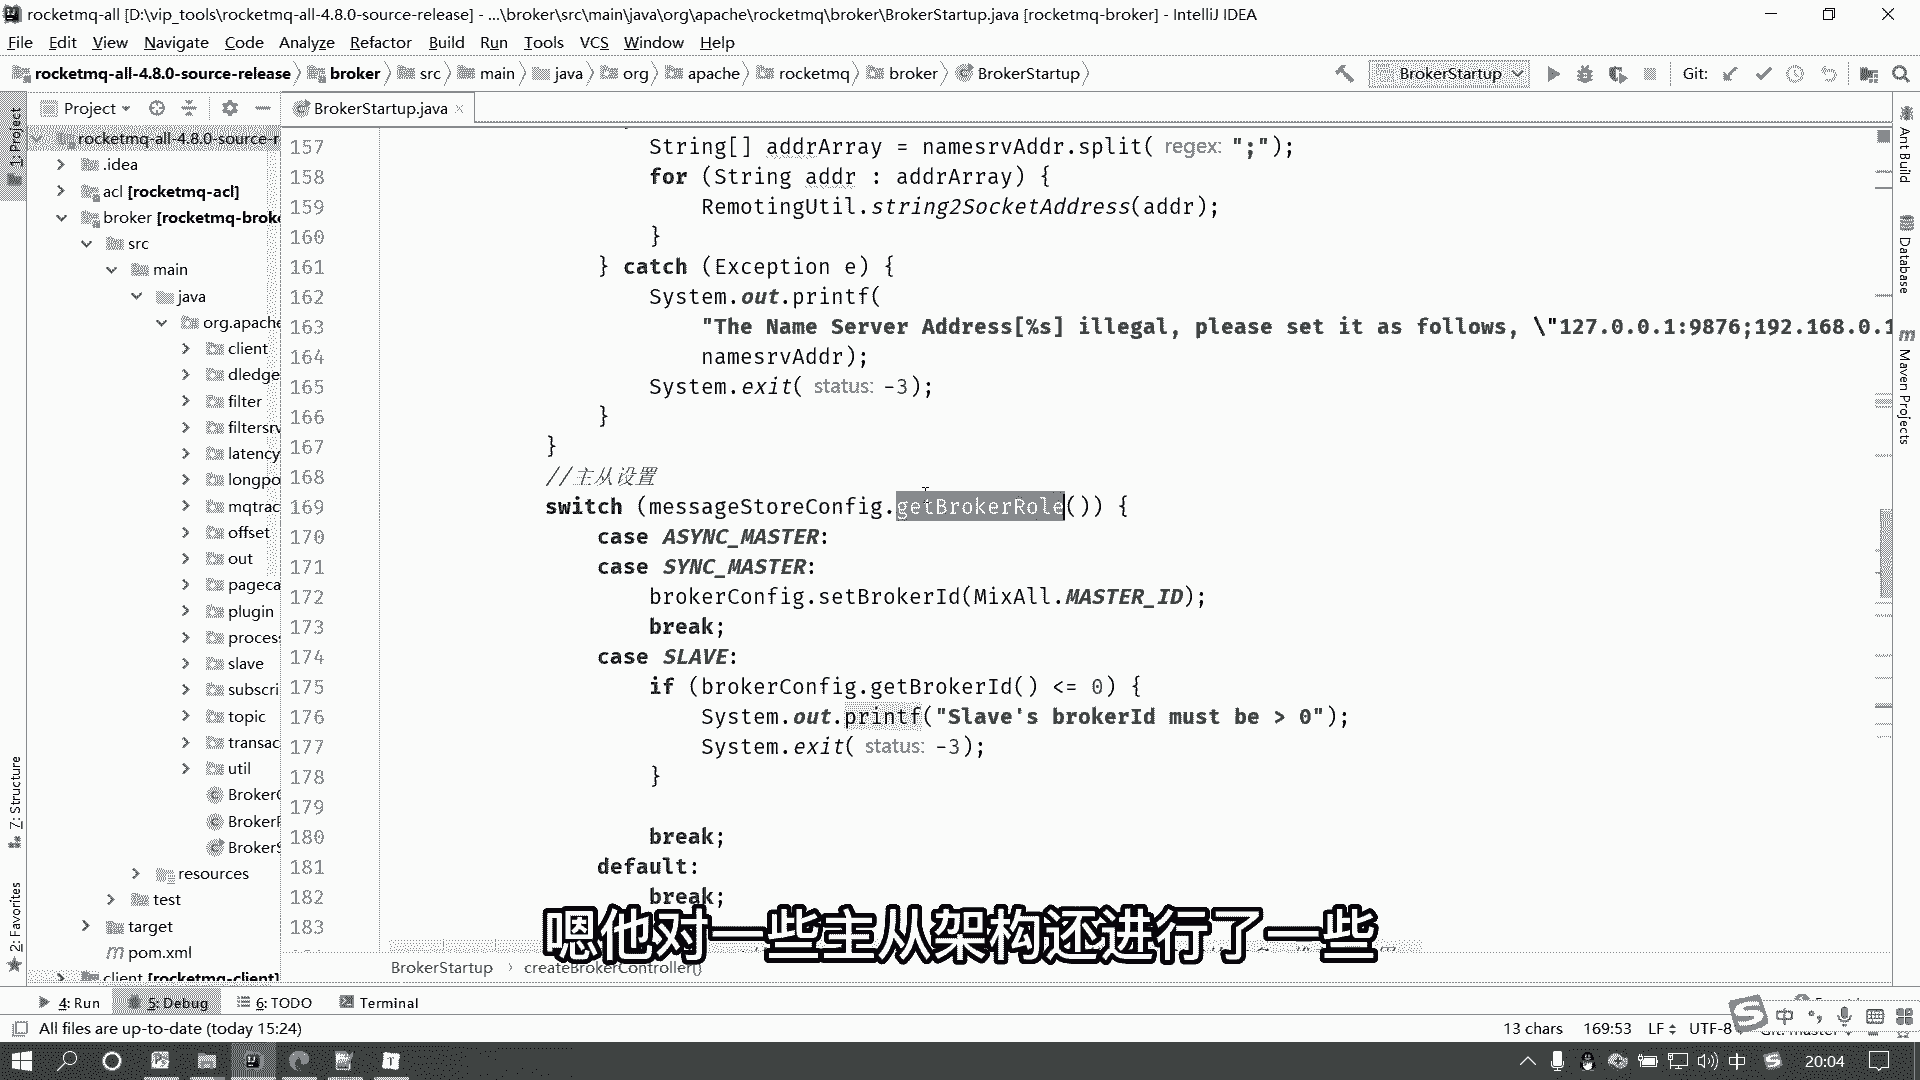 rocketmq-all [D:\vip_tools\rocketmq-all-4.8.0-source-release] - ...\broker\src\main\java\org\apache\rocketmq\broker\BrokerStartup.java [rocketmq-broker] - IntelliJ IDEA
File Edit View Navigate Code Analyze Refactor Build Run Tools VCS Window Help
rocketmq-all-4.8.0-source-release broker src main java org apache rocketmq broker BrokerStartup BrokerStartup Git:
Project BrokerStartup.java
1: Project
7: Structure
2: Favorites
rocketmq-all-4.8.0-source-r
.idea
acl [rocketmq-acl]
broker [rocketmq-broke
src
main
java
org.apache
client
dledge
filter
filtersrv
latency
longpo
mqtrac
offset
out
pageca
plugin
process
slave
subscri
topic
transac
util
Broker
Broker
Broker
resources
test
target
pom.xml
client [rocketmq-client]
157 String[] addrArray = namesrvAddr.split( regex: ";");
158 for (String addr : addrArray) {
159 RemotingUtil.string2SocketAddress(addr);
160 }
161 } catch (Exception e) {
162 System.out.printf(
163 "The Name Server Address[%s] illegal, please set it as follows, \"127.0.0.1:9876;192.168.0.1
164 namesrvAddr);
165 System.exit( status: -3);
166 }
167 }
168 //主从设置
169 switch (messageStoreConfig.getBrokerRole()) {
170 case ASYNC_MASTER:
171 case SYNC_MASTER:
172 brokerConfig.setBrokerId(MixAll.MASTER_ID);
173 break;
174 case SLAVE:
175 if (brokerConfig.getBrokerId() <= 0) {
176 System.out.printf("Slave's brokerId must be > 0");
177 System.exit( status: -3);
178 }
179
180 break;
181 default:
182 break;
183
嗯他对一些主从架构还进行了一些
BrokerStartup createBrokerController()
Ant Build
Database
Maven Projects
4: Run 5: Debug 6: TODO Terminal
All files are up-to-date (today 15:24) 13 chars 169:53 LF UTF-8
中
中 20:04